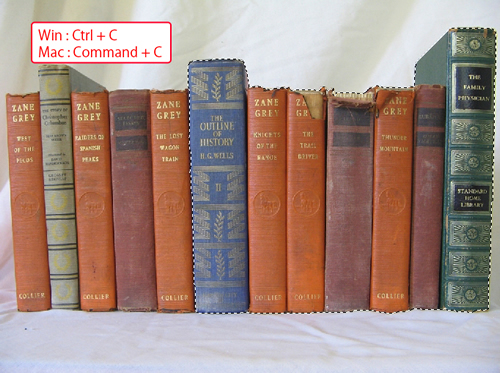 Win : Ctrl + C
Mac : Command + C
ZANE
GREY
WEST
OF THE
PECOS
COLLIER
ZANE
GREY
RAIDERS OF
SPANISH
PEAKS
COLLIER
ZANE
GREY
THE LOST
WAGON
TRAIN
COLLIER
THE
OUTLINE
OF
HISTORY
H.G. WELLS
II
ZANE
GREY
KNIGHTS
OF THE
RANGE
COLLIER
ZANE
GREY
THE
TRAIL
DRIVER
COLLIER
ZANE
GREY
THUNDER
MOUNTAIN
COLLIER
THE
FAMILY
PHYSICIAN
STANDARD
HOME
LIBRARY